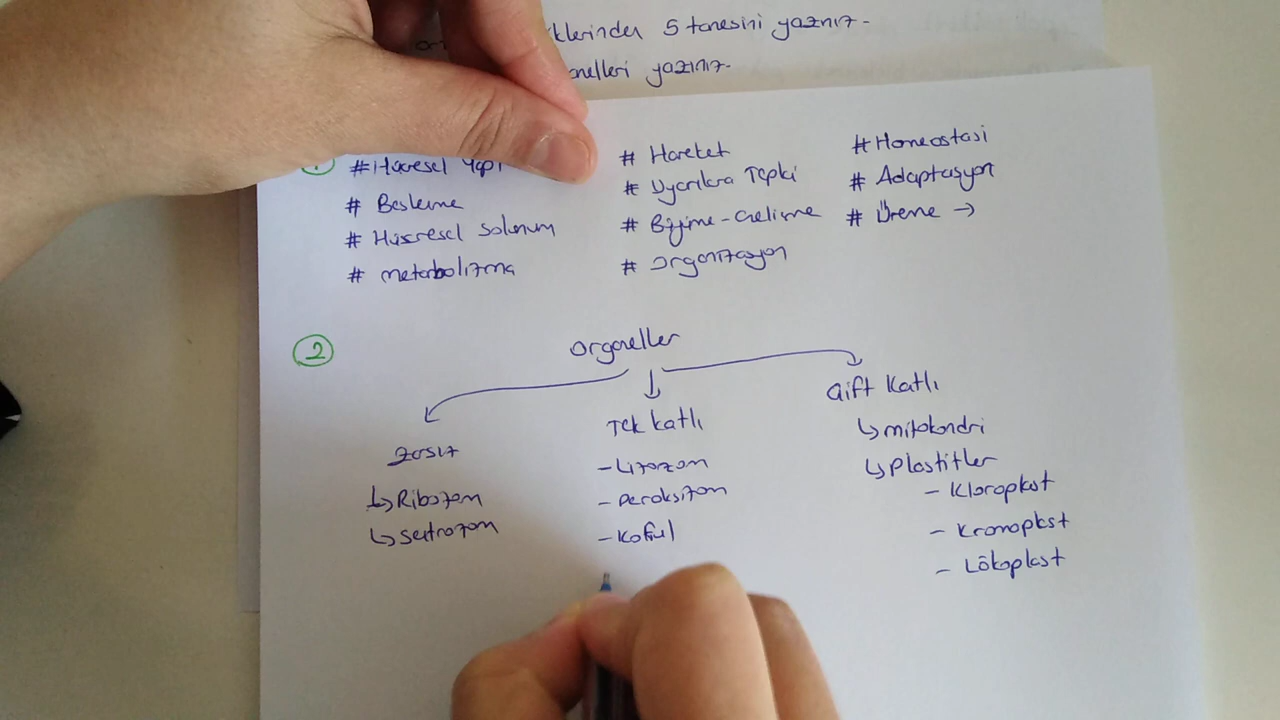 klerinden 5 tanesini yazınız.
nelleri yazınız.
# Hücresel Yapı
# Beslenme
# Hücresel Solunum
# metabolizma
# Hareket
# Uyarılara Tepki
# Büyüme-Gelişme
# Organizasyon
# Homeostasi
# Adaptasyon
# Üreme →
2
Organeller
zarsız
↳ Ribozom
↳ Sentrozom
Tek katlı
- Lizozom
- Peroksizom
- Koful
Çift Katlı
↳ mitokondri
↳ Plastitler
- Kloroplast
- Kromoplast
- Lökoplast